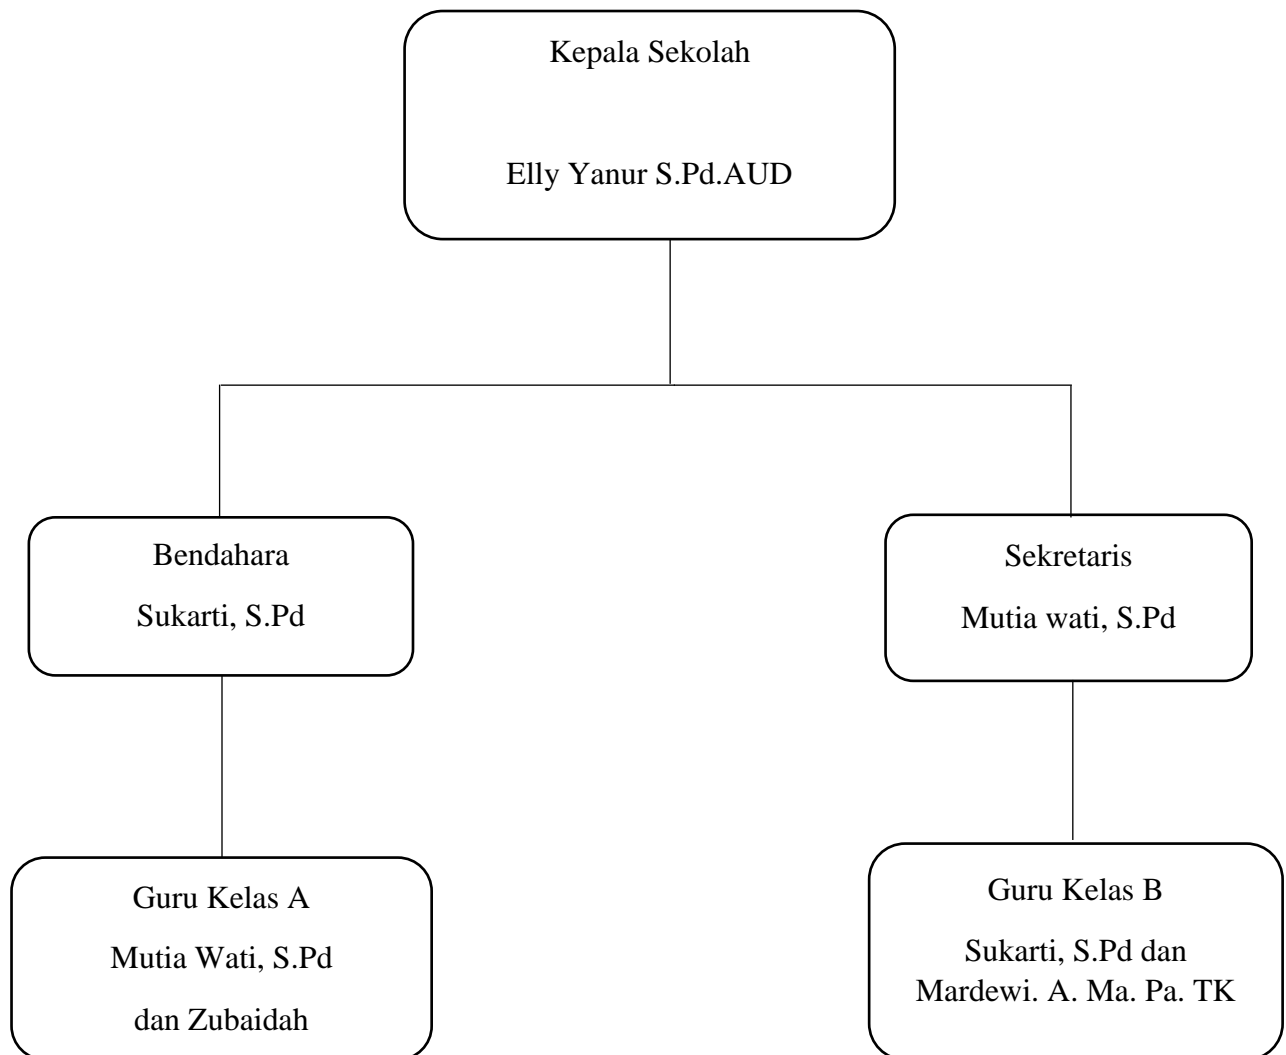 Kepala Sekolah
Elly Yanur S.Pd.AUD
Bendahara
Sukarti, S.Pd
Sekretaris
Mutia wati, S.Pd
Guru Kelas A
Mutia Wati, S.Pd
dan Zubaidah
Guru Kelas B
Sukarti, S.Pd dan
Mardewi. A. Ma. Pa. TK